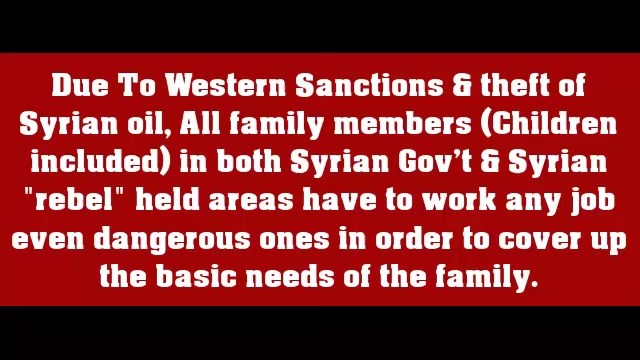 Due To Western Sanctions & theft of
Syrian oil, All family members (Children
included) in both Syrian Gov't & Syrian
"rebel" held areas have to work any job
even dangerous ones in order to cover up
the basic needs of the family.